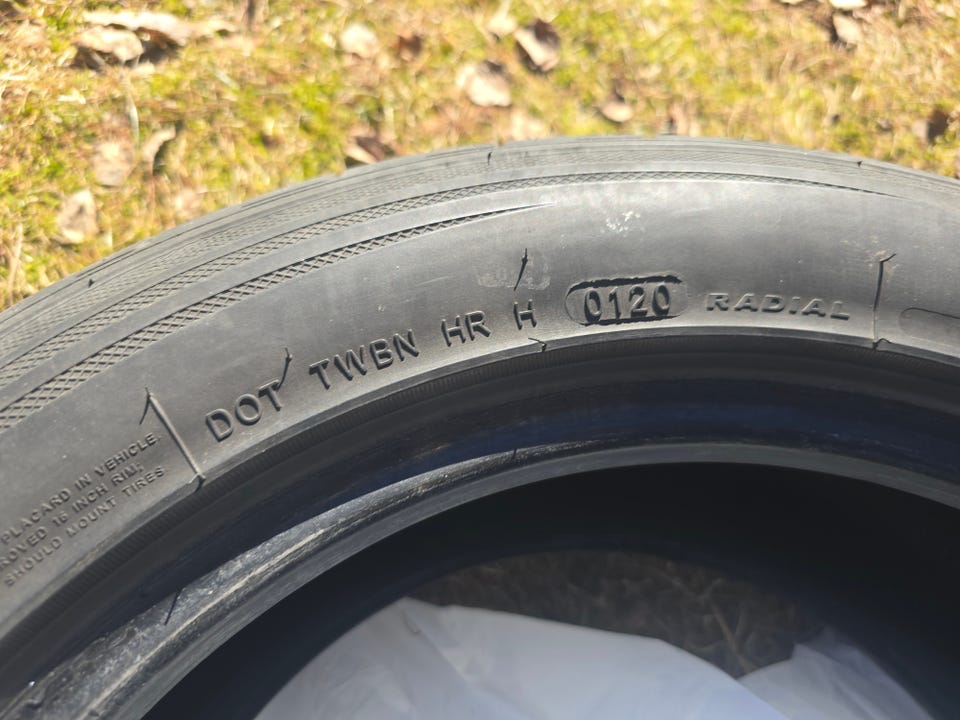 DOT TWBN HR H 0120 RADIAL
PLACARD IN VEHICLE.
ROVED 16 INCH RIM;
SHOULD MOUNT TIRES